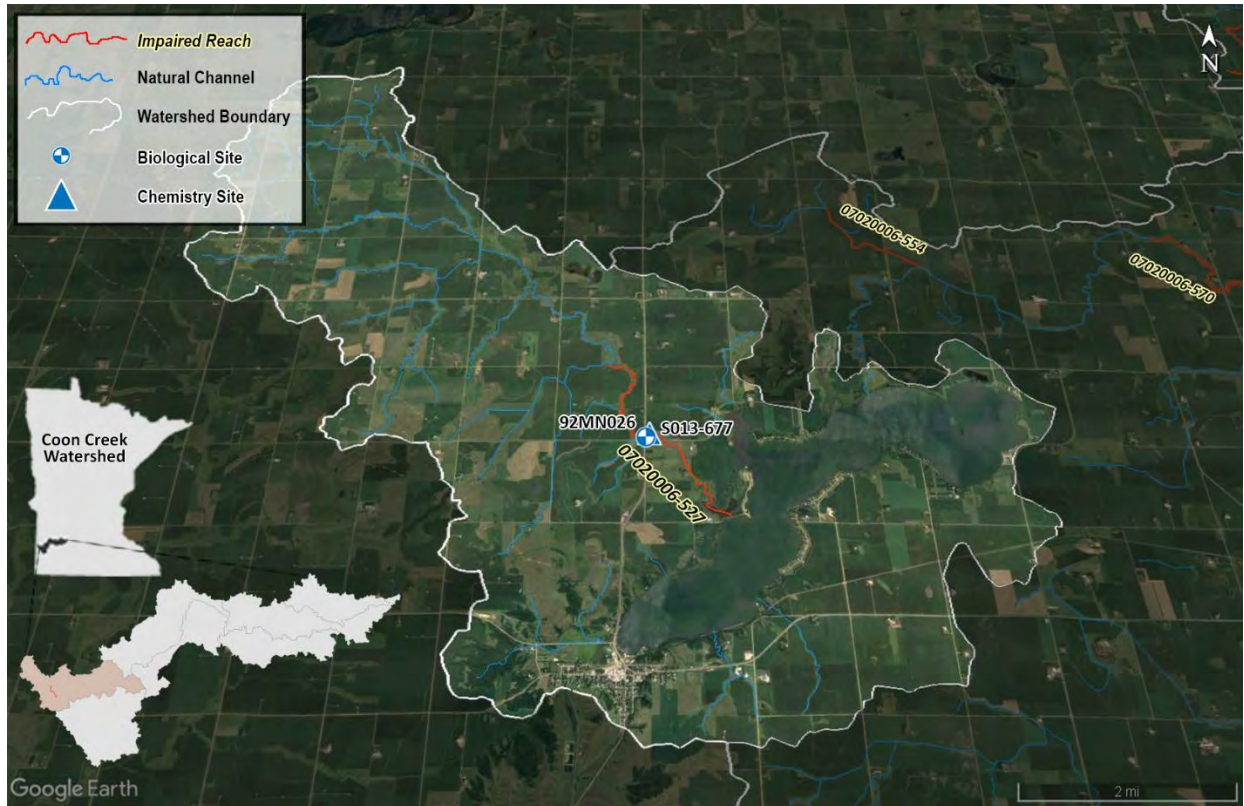 Impaired Reach
Natural Channel
Watershed Boundary
Biological Site
Chemistry Site
N
07020006-554
07020006-570
92MN026
S013-677
07020006-527
Coon Creek
Watershed
Google Earth
2 mi